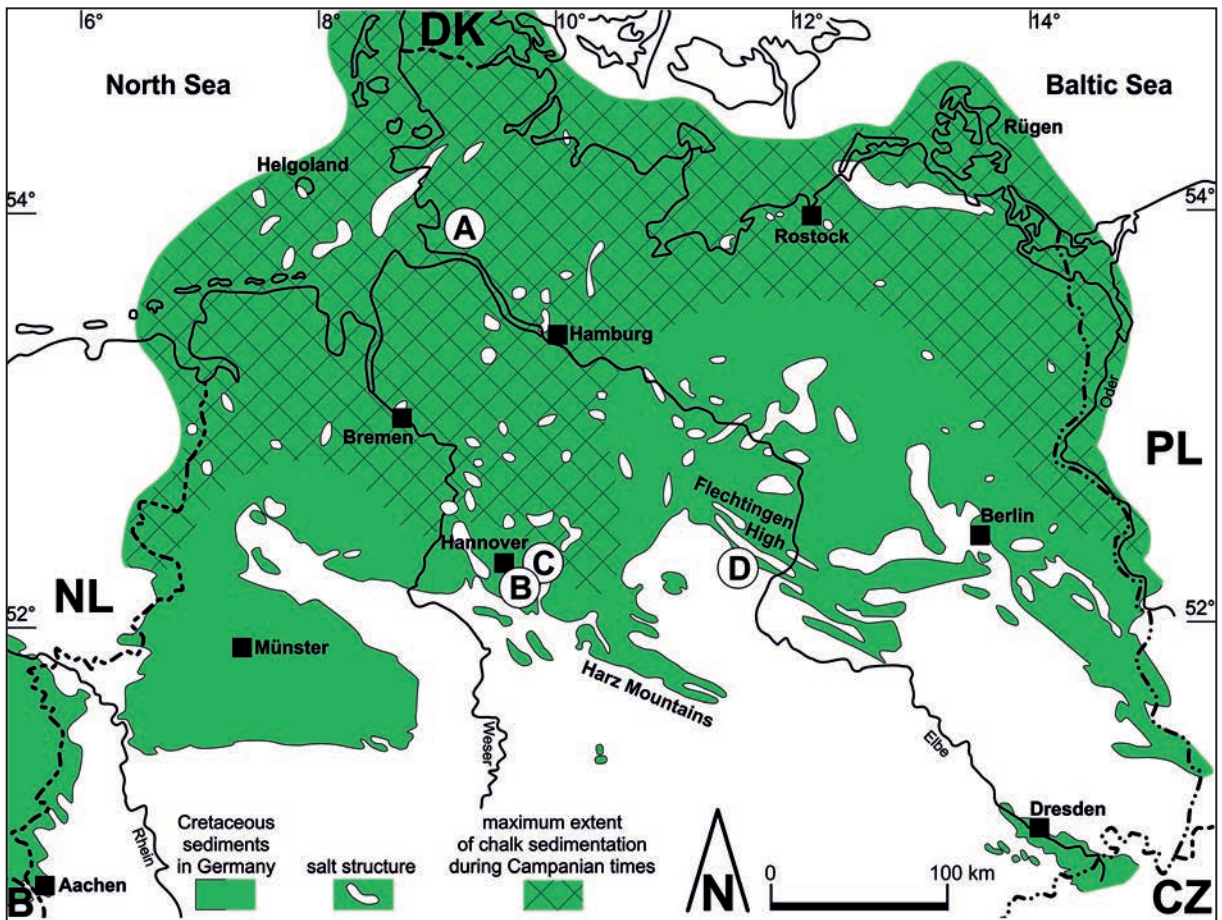 6°
8°
10°
12°
14°
DK
North Sea
Baltic Sea
Rügen
Helgoland
54°
54°
A
Rostock
Hamburg
Oder
Bremen
PL
Flechtingen
High
Berlin
Hannover
C
B
D
NL
52°
52°
Münster
Harz Mountains
Weser
Elbe
Dresden
Rhein
Cretaceous
sediments
in Germany
salt structure
maximum extent
of chalk sedimentation
during Campanian times
N
0
100 km
B
Aachen
CZ